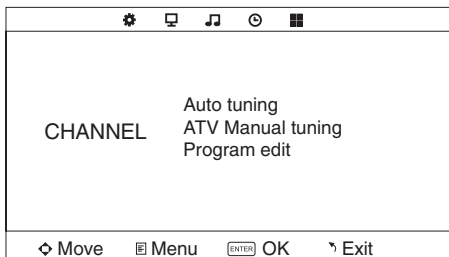 CHANNEL
Auto tuning
ATV Manual tuning
Program edit
Move Menu ENTER OK Exit